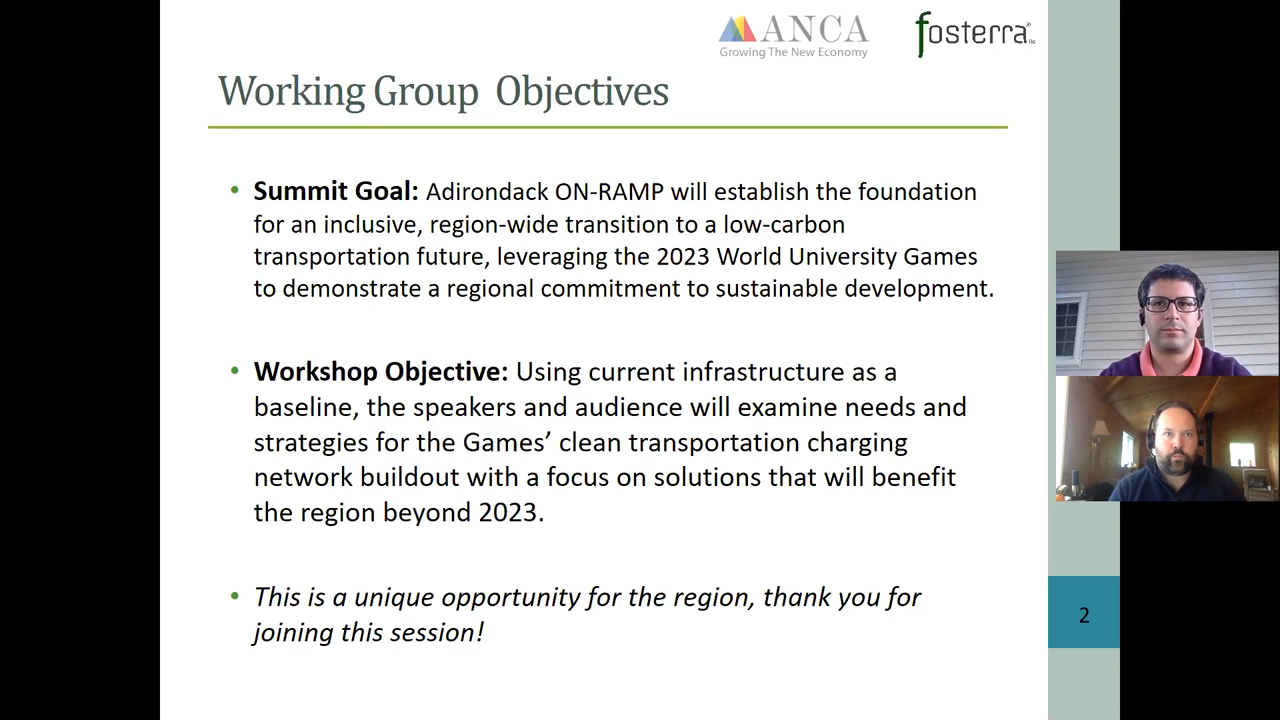 ANCA
Growing The New Economy
fosterra
llc
Working Group Objectives
• Summit Goal: Adirondack ON-RAMP will establish the foundation
for an inclusive, region-wide transition to a low-carbon
transportation future, leveraging the 2023 World University Games
to demonstrate a regional commitment to sustainable development.
• Workshop Objective: Using current infrastructure as a
baseline, the speakers and audience will examine needs and
strategies for the Games’ clean transportation charging
network buildout with a focus on solutions that will benefit
the region beyond 2023.
• This is a unique opportunity for the region, thank you for
joining this session!
2